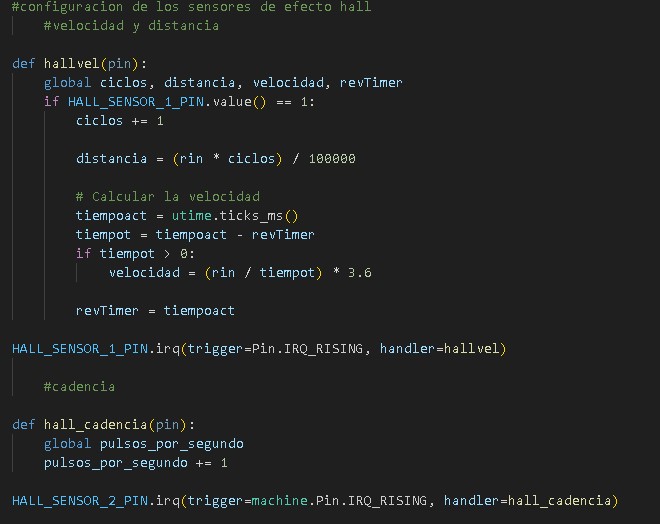 #configuracion de los sensores de efecto hall
#velocidad y distancia
def hallvel(pin):
global ciclos, distancia, velocidad, revTimer
if HALL_SENSOR_1_PIN.value() == 1:
ciclos += 1
distancia = (rin * ciclos) / 100000
# Calcular la velocidad
tiempoact = utime.ticks_ms()
tiempot = tiempoact - revTimer
if tiempot > 0:
velocidad = (rin / tiempot) * 3.6
revTimer = tiempoact
HALL_SENSOR_1_PIN.irq(trigger=Pin.IRQ_RISING, handler=hallvel)
#cadencia
def hall_cadencia(pin):
global pulsos_por_segundo
pulsos_por_segundo += 1
HALL_SENSOR_2_PIN.irq(trigger=machine.Pin.IRQ_RISING, handler=hall_cadencia)